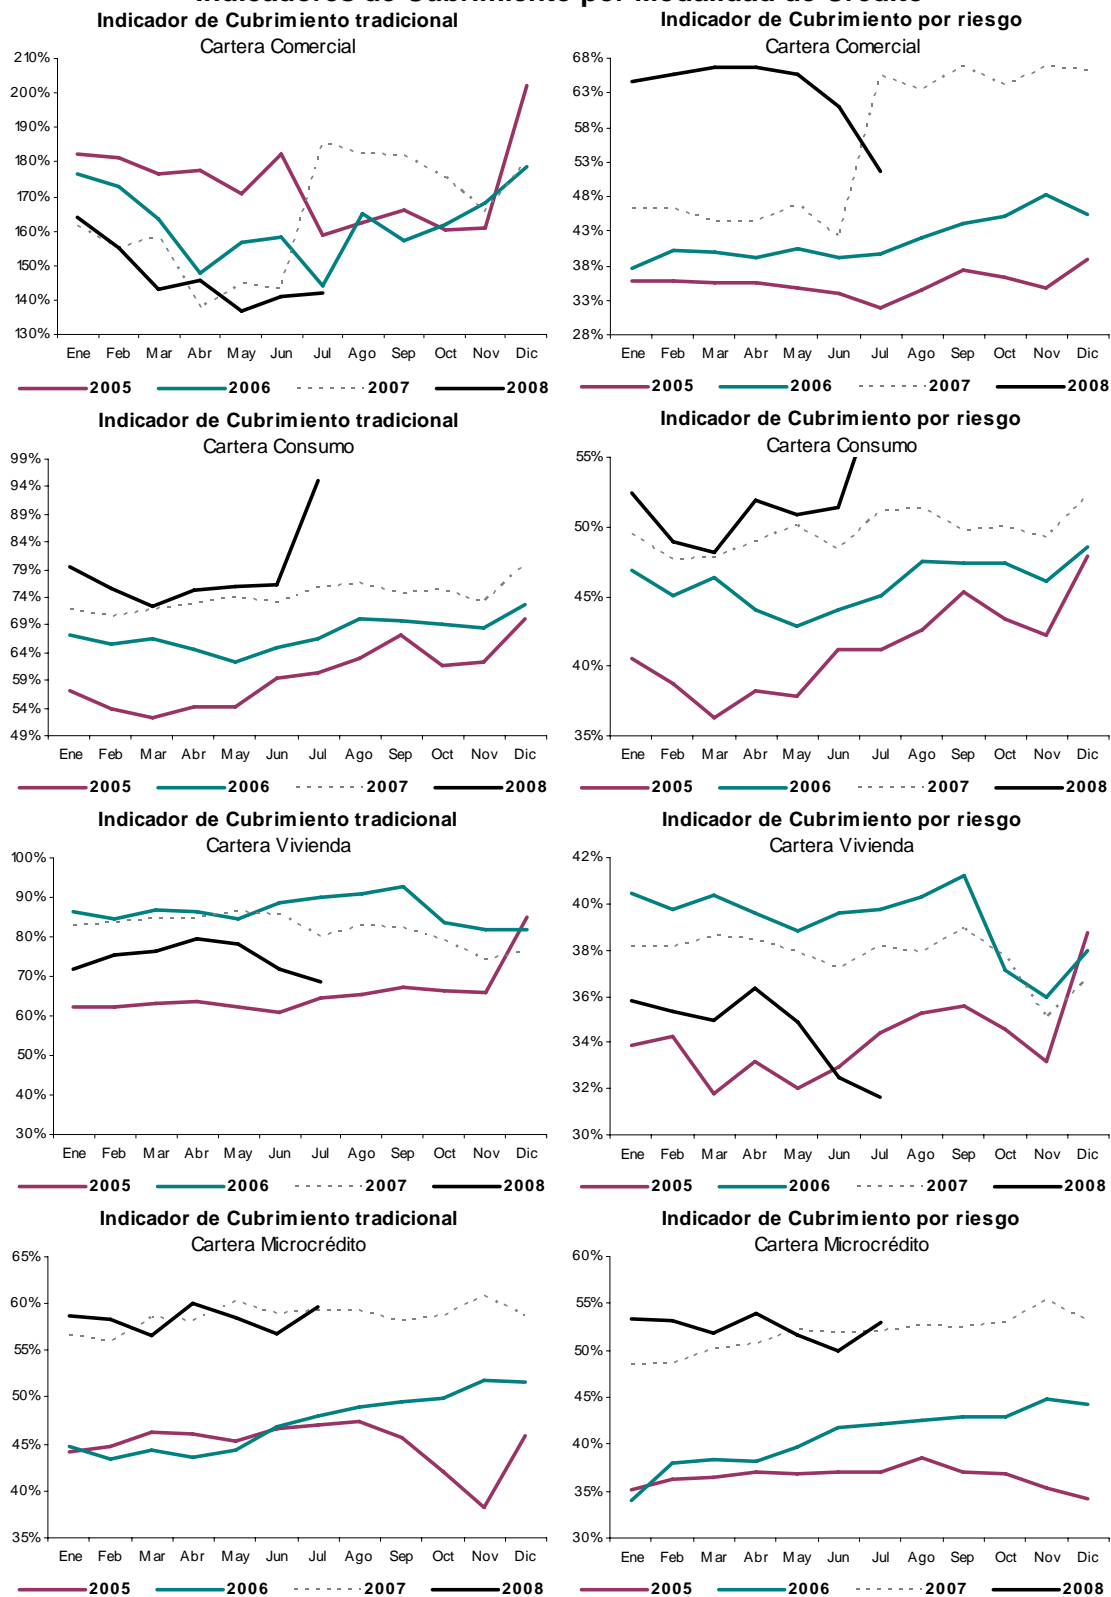 Indicadores de Cubrimiento por Modalidad de Crédito
Indicador de Cubrimiento tradicional
Cartera Comercial
210%
200%
190%
180%
170%
160%
150%
140%
130%
Ene Feb Mar Abr May Jun Jul Ago Sep Oct Nov Dic
2005 2006 2007 2008
Indicador de Cubrimiento por riesgo
Cartera Comercial
68%
63%
58%
53%
48%
43%
38%
33%
28%
Ene Feb Mar Abr May Jun Jul Ago Sep Oct Nov Dic
2005 2006 2007 2008
Indicador de Cubrimiento tradicional
Cartera Consumo
99%
94%
89%
84%
79%
74%
69%
64%
59%
54%
49%
Ene Feb Mar Abr May Jun Jul Ago Sep Oct Nov Dic
2005 2006 2007 2008
Indicador de Cubrimiento por riesgo
Cartera Consumo
55%
50%
45%
40%
35%
Ene Feb Mar Abr May Jun Jul Ago Sep Oct Nov Dic
2005 2006 2007 2008
Indicador de Cubrimiento tradicional
Cartera Vivienda
100%
90%
80%
70%
60%
50%
40%
30%
Ene Feb Mar Abr May Jun Jul Ago Sep Oct Nov Dic
2005 2006 2007 2008
Indicador de Cubrimiento por riesgo
Cartera Vivienda
42%
40%
38%
36%
34%
32%
30%
Ene Feb Mar Abr May Jun Jul Ago Sep Oct Nov Dic
2005 2006 2007 2008
Indicador de Cubrimiento tradicional
Cartera Microcrédito
65%
60%
55%
50%
45%
40%
35%
Ene Feb Mar Abr May Jun Jul Ago Sep Oct Nov Dic
2005 2006 2007 2008
Indicador de Cubrimiento por riesgo
Cartera Microcrédito
60%
55%
50%
45%
40%
35%
30%
Ene Feb Mar Abr May Jun Jul Ago Sep Oct Nov Dic
2005 2006 2007 2008